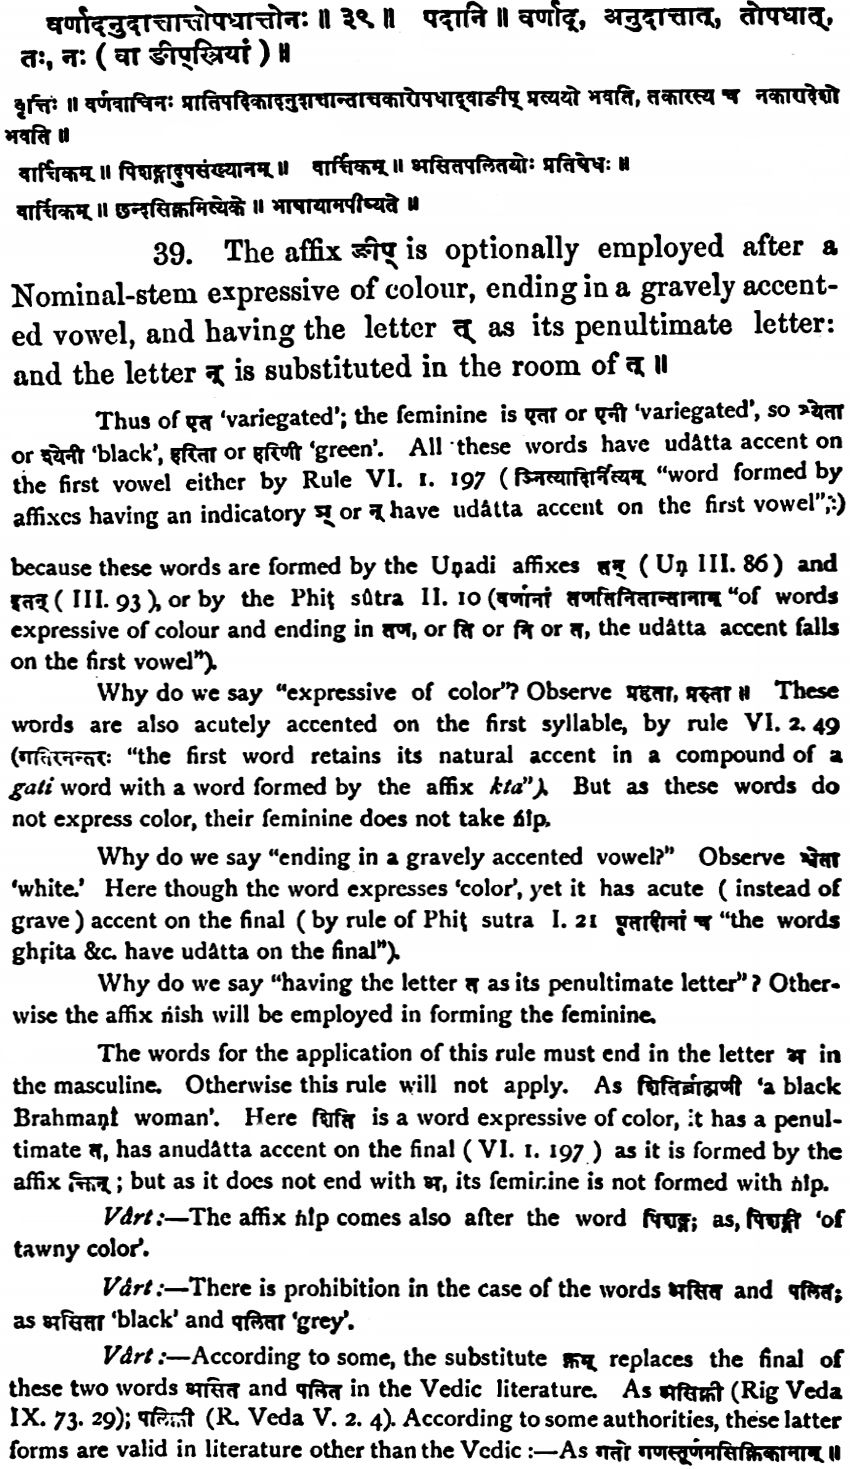 वर्णादनुदात्तात्तोपधात्तोनः ॥ ३९ ॥ पदानि ॥ वर्णाद्, अनुदात्तात्, तोपधात्,
तः, नः ( वा ङीप्स्त्रियां ) ॥
वृत्तिः ॥ वर्णवाचिनः प्रातिपदिकादनुदात्तान्तात्तकारोपधाद्वाङीप् प्रत्ययो भवति, तकारस्य च नकारादेशो
भवति ॥
वार्त्तिकम् ॥ पिशङ्गादुपसंख्यानम् ॥ वार्त्तिकम् ॥ असितपलितयोः प्रतिषेधः ॥
वार्त्तिकम् ॥ छन्दसिक्नमित्येके ॥ भाषायामपीष्यते ॥
39. The affix ङीप् is optionally employed after a
Nominal-stem expressive of colour, ending in a gravely accent-
ed vowel, and having the letter त् as its penultimate letter:
and the letter न् is substituted in the room of त् ॥
Thus of एत 'variegated'; the feminine is एता or एनी 'variegated', so श्येता
or श्येनी 'black', हरिता or हरिणी 'green'. All these words have udâtta accent on
the first vowel either by Rule VI. 1. 197 ( ञ्नित्यादिर्नित्यम् "word formed by
affixes having an indicatory ञ् or न् have udâtta accent on the first vowel";)
because these words are formed by the Uṇadi affixes तन् ( Uṇ III. 86 ) and
इतन् ( III. 93 ), or by the Phiṭ sûtra II. 10 (वर्णानां तणतिनितान्तानाम् "of words
expressive of colour and ending in तण, or ति or नि or त, the udâtta accent falls
on the first vowel").
Why do we say "expressive of color"? Observe प्रहृता, प्ररुता ॥ These
words are also acutely accented on the first syllable, by rule VI. 2. 49
(गतिरनन्तरः "the first word retains its natural accent in a compound of a
gati word with a word formed by the affix kta"). But as these words do
not express color, their feminine does not take ńîp.
Why do we say "ending in a gravely accented vowel?" Observe श्वेता
'white.' Here though the word expresses 'color', yet it has acute ( instead of
grave ) accent on the final ( by rule of Phiṭ sutra I. 21 घृतादीनां च "the words
ghṛita &c. have udâtta on the final").
Why do we say "having the letter त as its penultimate letter"? Other-
wise the affix ńish will be employed in forming the feminine.
The words for the application of this rule must end in the letter अ in
the masculine. Otherwise this rule will not apply. As शितिर्ब्राह्मणी 'a black
Brahmaṇî woman'. Here शिति is a word expressive of color, it has a penul-
timate त, has anudâtta accent on the final ( VI. 1. 197 ) as it is formed by the
affix क्तिन् ; but as it does not end with अ, its feminine is not formed with ńîp.
Vârt:—The affix ńîp comes also after the word पिशङ्ग; as, पिशङ्गी 'of
tawny color'.
Vârt:—There is prohibition in the case of the words असित and पलित;
as असिता 'black' and पलिता 'grey'.
Vârt:—According to some, the substitute क्नम् replaces the final of
these two words असित and पलित in the Vedic literature. As असिक्नी (Rig Veda
IX. 73. 29); पलिक्नी (R. Veda V. 2. 4). According to some authorities, these latter
forms are valid in literature other than the Vedic :—As गतो गणस्तूर्णमसिक्निकानाम् ॥